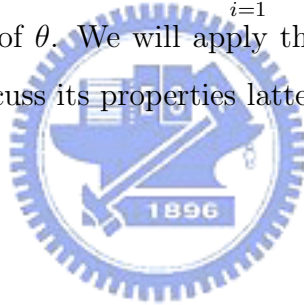 i=1
of θ. We will apply th
cuss its properties latte
1896